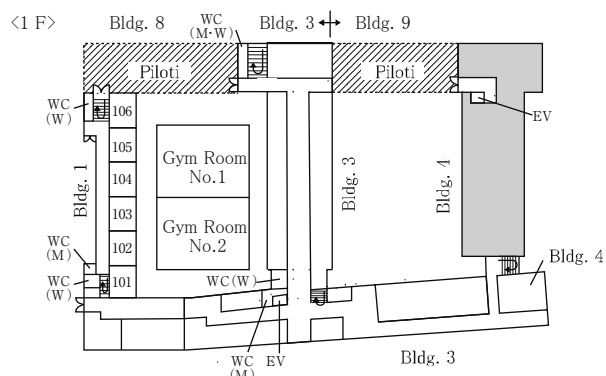 <1 F>
Bldg. 8
WC
(M·W)
Bldg. 3
Bldg. 9
Piloti
Piloti
WC
(W)
106
105
104
103
102
101
Bldg. 1
Gym Room
No.1
Gym Room
No.2
Bldg. 3
Bldg. 4
EV
WC
(M)
WC
(W)
WC(W)
Bldg. 4
WC
(M)
EV
Bldg. 3